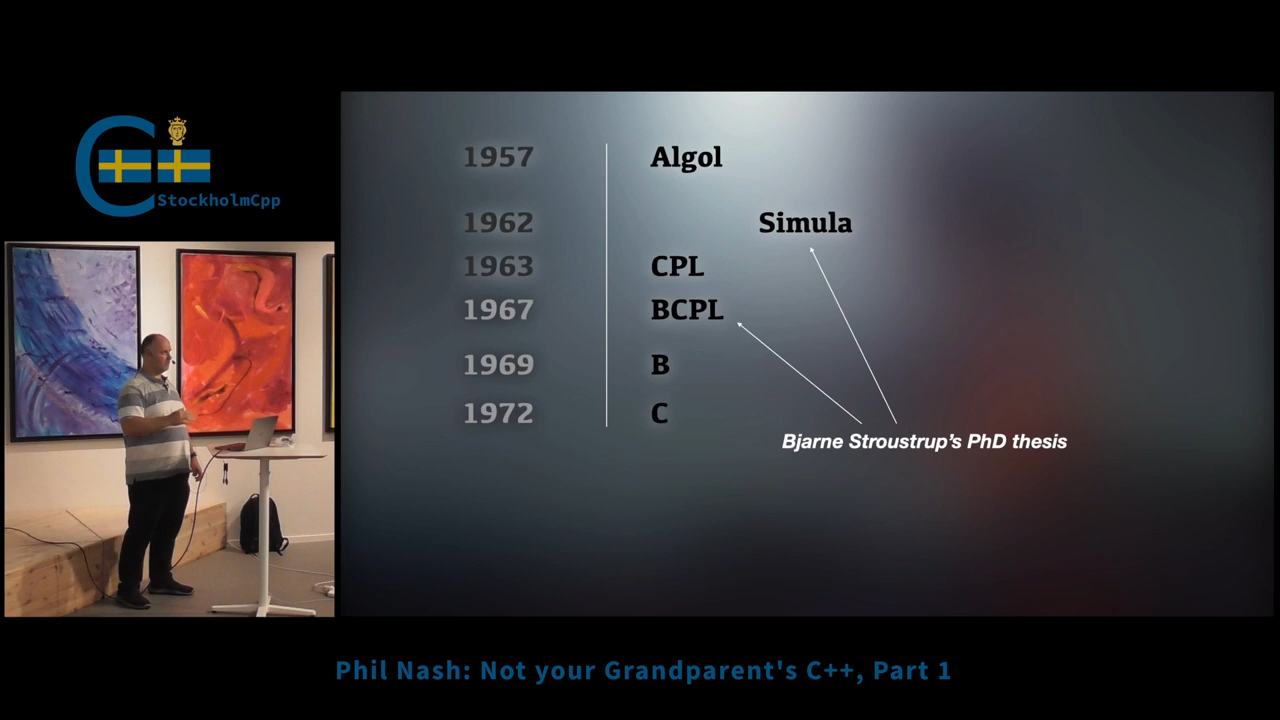 StockholmCpp
1957 Algol
1962 Simula
1963 CPL
1967 BCPL
1969 B
1972 C
Bjarne Stroustrup's PhD thesis
Phil Nash: Not your Grandparent's C++, Part 1